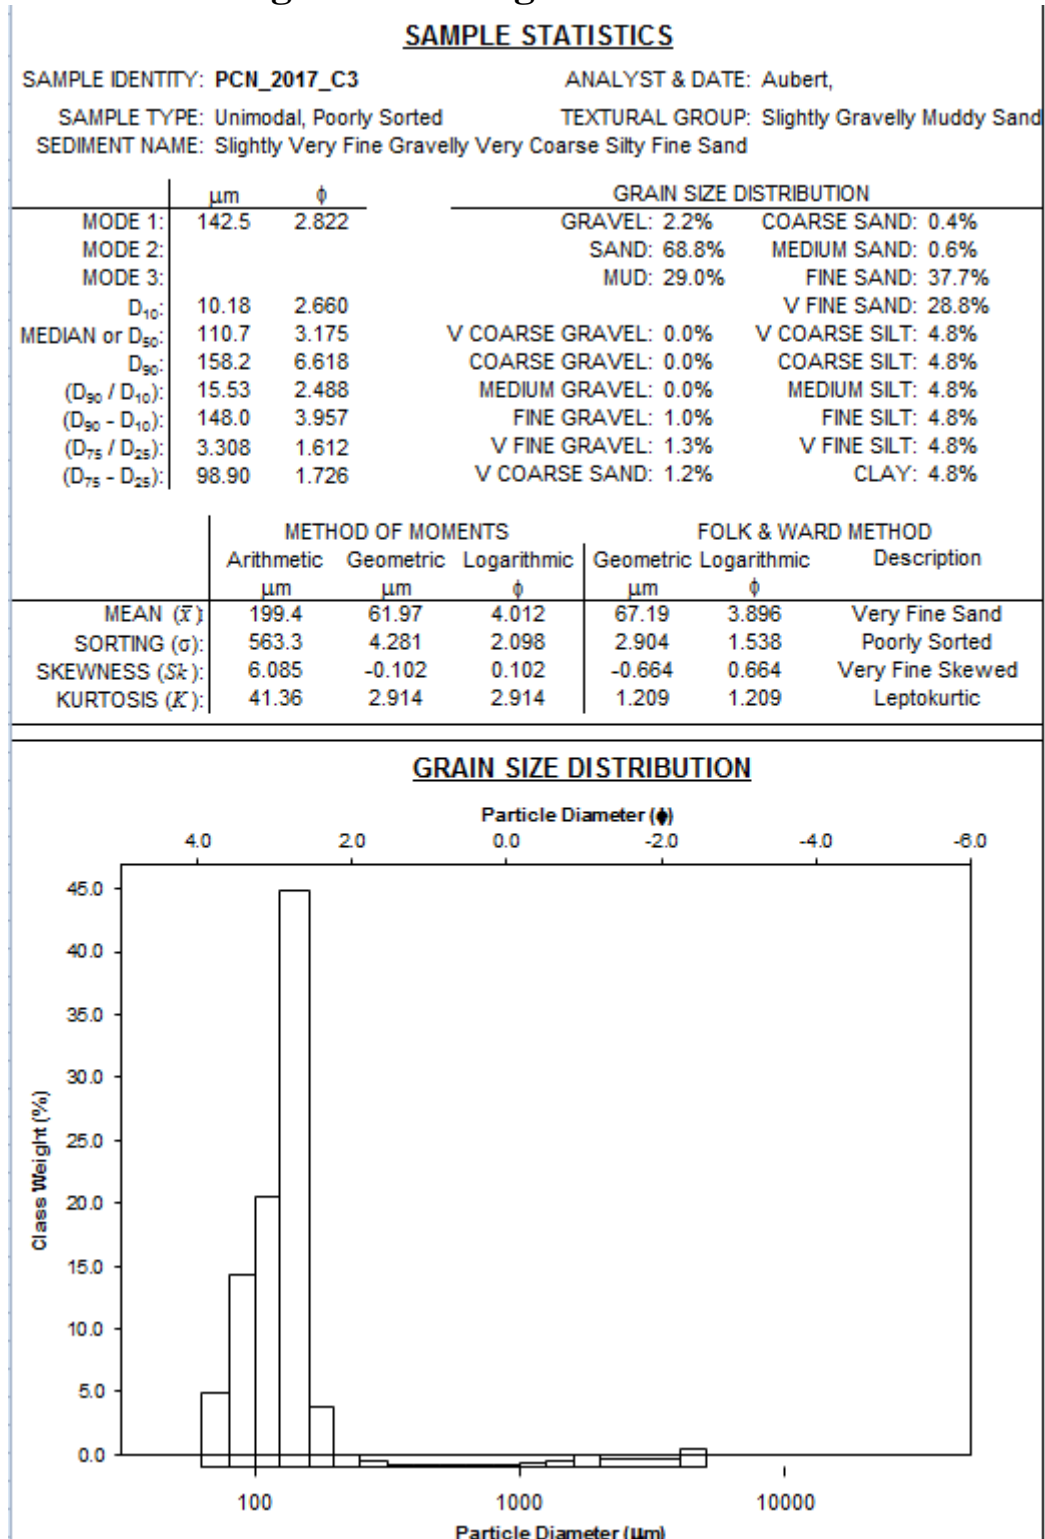 SAMPLE STATISTICS
SAMPLE IDENTITY: PCN_2017_C3 ANALYST & DATE: Aubert,
SAMPLE TYPE: Unimodal, Poorly Sorted TEXTURAL GROUP: Slightly Gravelly Muddy Sand
SEDIMENT NAME: Slightly Very Fine Gravelly Very Coarse Silty Fine Sand
μm ϕ GRAIN SIZE DISTRIBUTION
MODE 1: 142.5 2.822 GRAVEL: 2.2% COARSE SAND: 0.4%
MODE 2: SAND: 68.8% MEDIUM SAND: 0.6%
MODE 3: MUD: 29.0% FINE SAND: 37.7%
D10: 10.18 2.660 V FINE SAND: 28.8%
MEDIAN or D50: 110.7 3.175 V COARSE GRAVEL: 0.0% V COARSE SILT: 4.8%
D90: 158.2 6.618 COARSE GRAVEL: 0.0% COARSE SILT: 4.8%
(D90 / D10): 15.53 2.488 MEDIUM GRAVEL: 0.0% MEDIUM SILT: 4.8%
(D90 - D10): 148.0 3.957 FINE GRAVEL: 1.0% FINE SILT: 4.8%
(D75 / D25): 3.308 1.612 V FINE GRAVEL: 1.3% V FINE SILT: 4.8%
(D75 - D25): 98.90 1.726 V COARSE SAND: 1.2% CLAY: 4.8%
METHOD OF MOMENTS FOLK & WARD METHOD
Arithmetic Geometric Logarithmic Geometric Logarithmic Description
μm μm ϕ μm ϕ
MEAN (x̄) 199.4 61.97 4.012 67.19 3.896 Very Fine Sand
SORTING (σ): 563.3 4.281 2.098 2.904 1.538 Poorly Sorted
SKEWNESS (Sk): 6.085 -0.102 0.102 -0.664 0.664 Very Fine Skewed
KURTOSIS (K): 41.36 2.914 2.914 1.209 1.209 Leptokurtic
GRAIN SIZE DISTRIBUTION
Particle Diameter (ϕ)
4.0 2.0 0.0 -2.0 -4.0 -6.0
45.0
40.0
35.0
30.0
25.0
20.0
15.0
10.0
5.0
0.0
Class Weight (%)
100 1000 10000
Particle Diameter (μm)